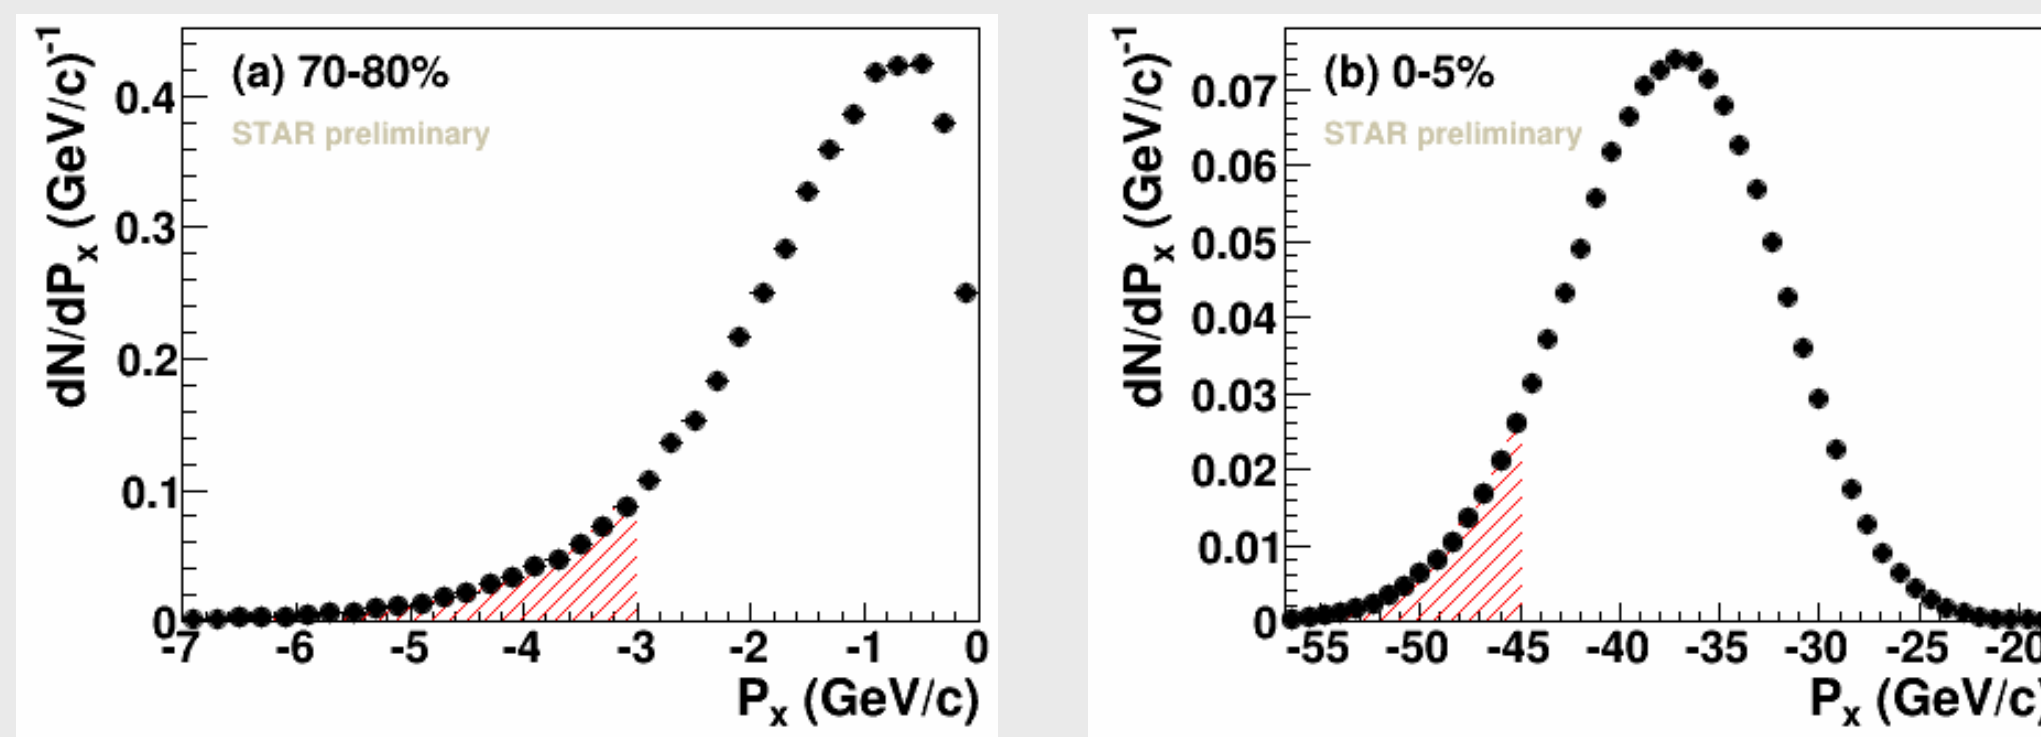 (a) 70-80%
STAR preliminary
dN/dPx (GeV/c)-1
0.4
0.3
0.2
0.1
0
-7 -6 -5 -4 -3 -2 -1 0
Px (GeV/c)
(b) 0-5%
STAR preliminary
dN/dPx (GeV/c)-1
0.07
0.06
0.05
0.04
0.03
0.02
0.01
0
-55 -50 -45 -40 -35 -30 -25 -20
Px (GeV/c)